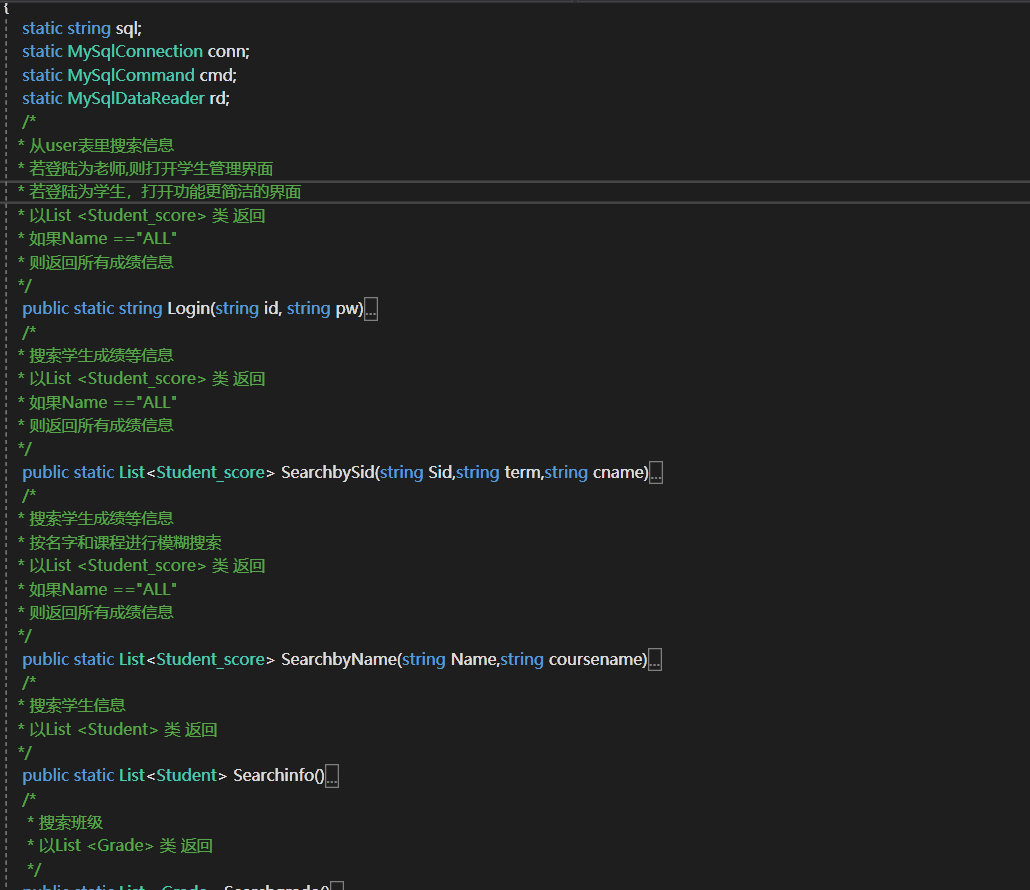 {
static string sql;
static MySqlConnection conn;
static MySqlCommand cmd;
static MySqlDataReader rd;
/*
* 从user表里搜索信息
* 若登陆为老师,则打开学生管理界面
* 若登陆为学生，打开功能更简洁的界面
* 以List <Student_score> 类 返回
* 如果Name =="ALL"
* 则返回所有成绩信息
*/
public static string Login(string id, string pw)...
/*
* 搜索学生成绩等信息
* 以List <Student_score> 类 返回
* 如果Name =="ALL"
* 则返回所有成绩信息
*/
public static List<Student_score> SearchbySid(string Sid,string term,string cname)...
/*
* 搜索学生成绩等信息
* 按名字和课程进行模糊搜索
* 以List <Student_score> 类 返回
* 如果Name =="ALL"
* 则返回所有成绩信息
*/
public static List<Student_score> SearchbyName(string Name,string coursename)...
/*
* 搜索学生信息
* 以List <Student> 类 返回
*/
public static List<Student> Searchinfo()...
/*
* 搜索班级
* 以List <Grade> 类 返回
*/
public static List<Grade> Searchgrade()